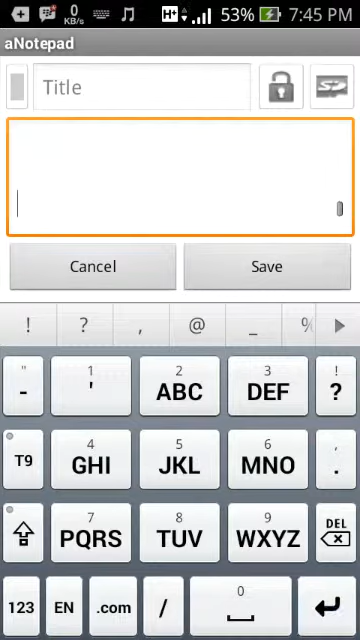 0 KB/s H+ 53% 7:45 PM
aNotepad
Title
Cancel Save
! ? , @ _ %
" - 1 ' 2 ABC 3 DEF ! ?
T9 4 GHI 5 JKL 6 MNO , .
7 PQRS 8 TUV 9 WXYZ DEL
123 EN .com / 0